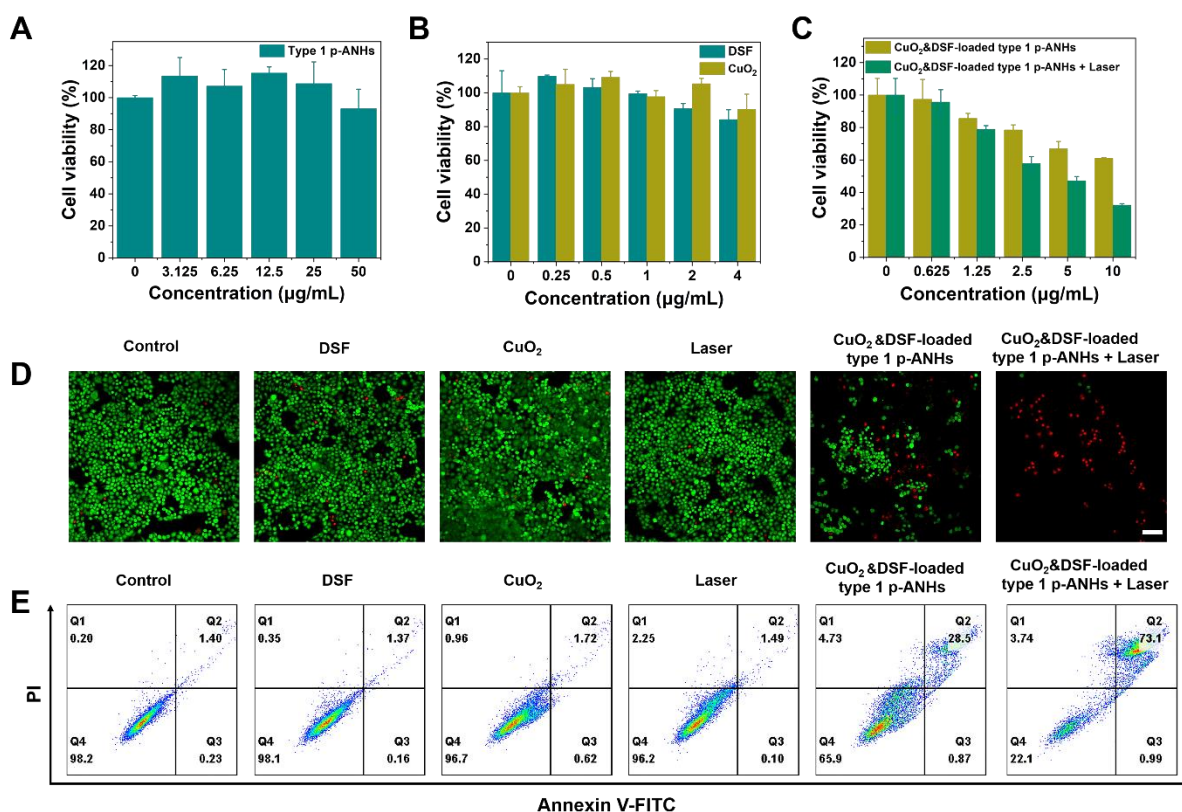 A
Type 1 p-ANHs
Cell viability (%)
120
100
80
60
40
20
0
0 3.125 6.25 12.5 25 50
Concentration (µg/mL)
B
DSF
CuO₂
Cell viability (%)
120
100
80
60
40
20
0
0 0.25 0.5 1 2 4
Concentration (µg/mL)
C
CuO₂&DSF-loaded type 1 p-ANHs
CuO₂&DSF-loaded type 1 p-ANHs + Laser
Cell viability (%)
120
100
80
60
40
20
0
0 0.625 1.25 2.5 5 10
Concentration (µg/mL)
D
Control
DSF
CuO₂
Laser
CuO₂&DSF-loaded
type 1 p-ANHs
CuO₂&DSF-loaded
type 1 p-ANHs + Laser
E
PI
Control
Q1
0.20
Q2
1.40
Q4
98.2
Q3
0.23
DSF
Q1
0.35
Q2
1.37
Q4
98.1
Q3
0.16
CuO₂
Q1
0.96
Q2
1.72
Q4
96.7
Q3
0.62
Laser
Q1
2.25
Q2
1.49
Q4
96.2
Q3
0.10
CuO₂&DSF-loaded
type 1 p-ANHs
Q1
4.73
Q2
28.5
Q4
65.9
Q3
0.87
CuO₂&DSF-loaded
type 1 p-ANHs + Laser
Q1
3.74
Q2
73.1
Q4
22.1
Q3
0.99
Annexin V-FITC